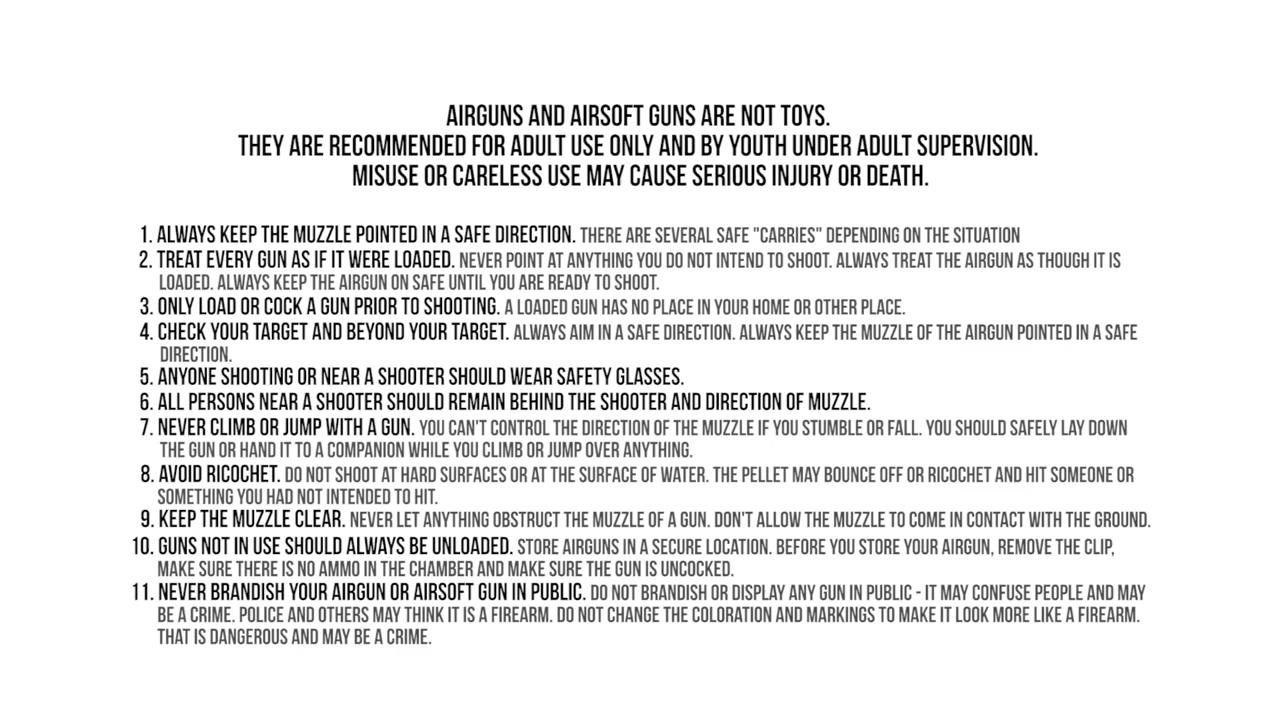 AIRGUNS AND AIRSOFT GUNS ARE NOT TOYS.
THEY ARE RECOMMENDED FOR ADULT USE ONLY AND BY YOUTH UNDER ADULT SUPERVISION.
MISUSE OR CARELESS USE MAY CAUSE SERIOUS INJURY OR DEATH.
1. ALWAYS KEEP THE MUZZLE POINTED IN A SAFE DIRECTION. THERE ARE SEVERAL SAFE "CARRIES" DEPENDING ON THE SITUATION
2. TREAT EVERY GUN AS IF IT WERE LOADED. NEVER POINT AT ANYTHING YOU DO NOT INTEND TO SHOOT. ALWAYS TREAT THE AIRGUN AS THOUGH IT IS
LOADED. ALWAYS KEEP THE AIRGUN ON SAFE UNTIL YOU ARE READY TO SHOOT.
3. ONLY LOAD OR COCK A GUN PRIOR TO SHOOTING. A LOADED GUN HAS NO PLACE IN YOUR HOME OR OTHER PLACE.
4. CHECK YOUR TARGET AND BEYOND YOUR TARGET. ALWAYS AIM IN A SAFE DIRECTION. ALWAYS KEEP THE MUZZLE OF THE AIRGUN POINTED IN A SAFE
DIRECTION.
5. ANYONE SHOOTING OR NEAR A SHOOTER SHOULD WEAR SAFETY GLASSES.
6. ALL PERSONS NEAR A SHOOTER SHOULD REMAIN BEHIND THE SHOOTER AND DIRECTION OF MUZZLE.
7. NEVER CLIMB OR JUMP WITH A GUN. YOU CAN'T CONTROL THE DIRECTION OF THE MUZZLE IF YOU STUMBLE OR FALL. YOU SHOULD SAFELY LAY DOWN
THE GUN OR HAND IT TO A COMPANION WHILE YOU CLIMB OR JUMP OVER ANYTHING.
8. AVOID RICOCHET. DO NOT SHOOT AT HARD SURFACES OR AT THE SURFACE OF WATER. THE PELLET MAY BOUNCE OFF OR RICOCHET AND HIT SOMEONE OR
SOMETHING YOU HAD NOT INTENDED TO HIT.
9. KEEP THE MUZZLE CLEAR. NEVER LET ANYTHING OBSTRUCT THE MUZZLE OF A GUN. DON'T ALLOW THE MUZZLE TO COME IN CONTACT WITH THE GROUND.
10. GUNS NOT IN USE SHOULD ALWAYS BE UNLOADED. STORE AIRGUNS IN A SECURE LOCATION. BEFORE YOU STORE YOUR AIRGUN, REMOVE THE CLIP,
MAKE SURE THERE IS NO AMMO IN THE CHAMBER AND MAKE SURE THE GUN IS UNCOCKED.
11. NEVER BRANDISH YOUR AIRGUN OR AIRSOFT GUN IN PUBLIC. DO NOT BRANDISH OR DISPLAY ANY GUN IN PUBLIC - IT MAY CONFUSE PEOPLE AND MAY
BE A CRIME. POLICE AND OTHERS MAY THINK IT IS A FIREARM. DO NOT CHANGE THE COLORATION AND MARKINGS TO MAKE IT LOOK MORE LIKE A FIREARM.
THAT IS DANGEROUS AND MAY BE A CRIME.